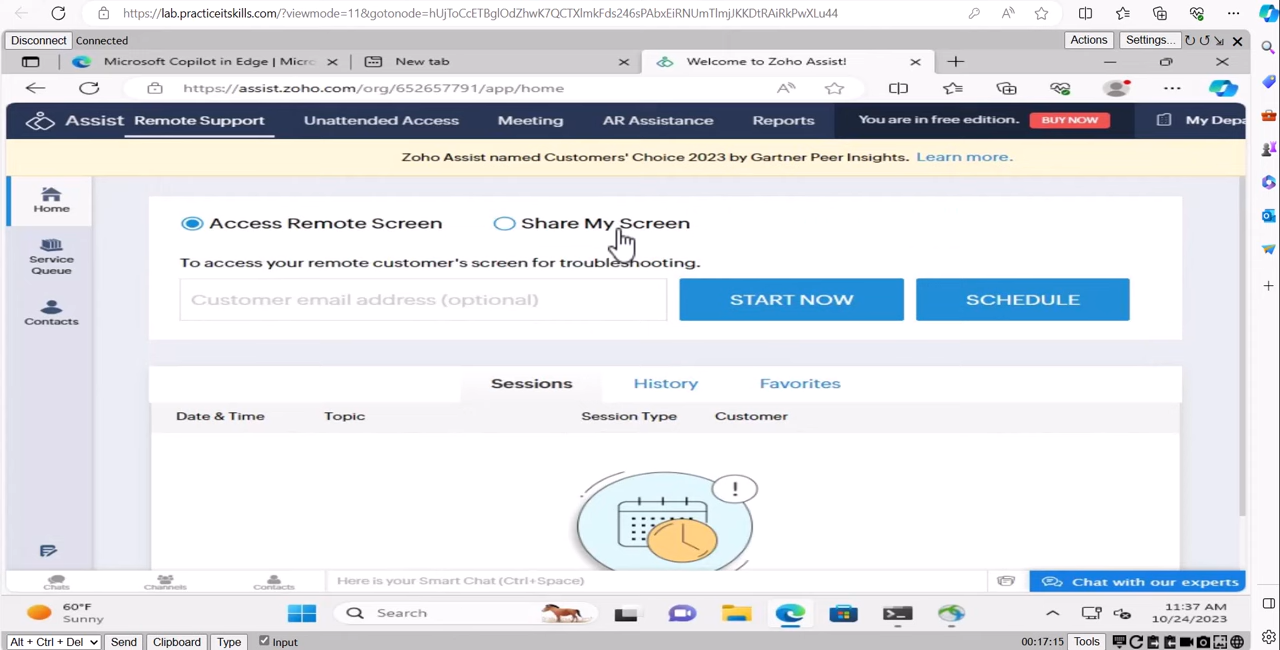 https://lab.practiceitskills.com/?viewmode=11&gotonode=hUjToCcETBglOdZhwK7QCTXlmkFds246sPAbxEiRNUmTlmjJKKDtRAiRkPwXLu44
Disconnect Connected Actions Settings...
Microsoft Copilot in Edge | Micro New tab Welcome to Zoho Assist!
https://assist.zoho.com/org/652657791/app/home
Assist Remote Support Unattended Access Meeting AR Assistance Reports You are in free edition. BUY NOW My Depa
Zoho Assist named Customers' Choice 2023 by Gartner Peer Insights. Learn more.
Home
Service
Queue
Contacts
Access Remote Screen Share My Screen
To access your remote customer's screen for troubleshooting.
Customer email address (optional) START NOW SCHEDULE
Sessions History Favorites
Date & Time Topic Session Type Customer
!
Chats Channels Contacts Here is your Smart Chat (Ctrl+Space) Chat with our experts
60°F
Sunny
Search
11:37 AM
10/24/2023
Alt + Ctrl + Del Send Clipboard Type Input 00:17:15 Tools